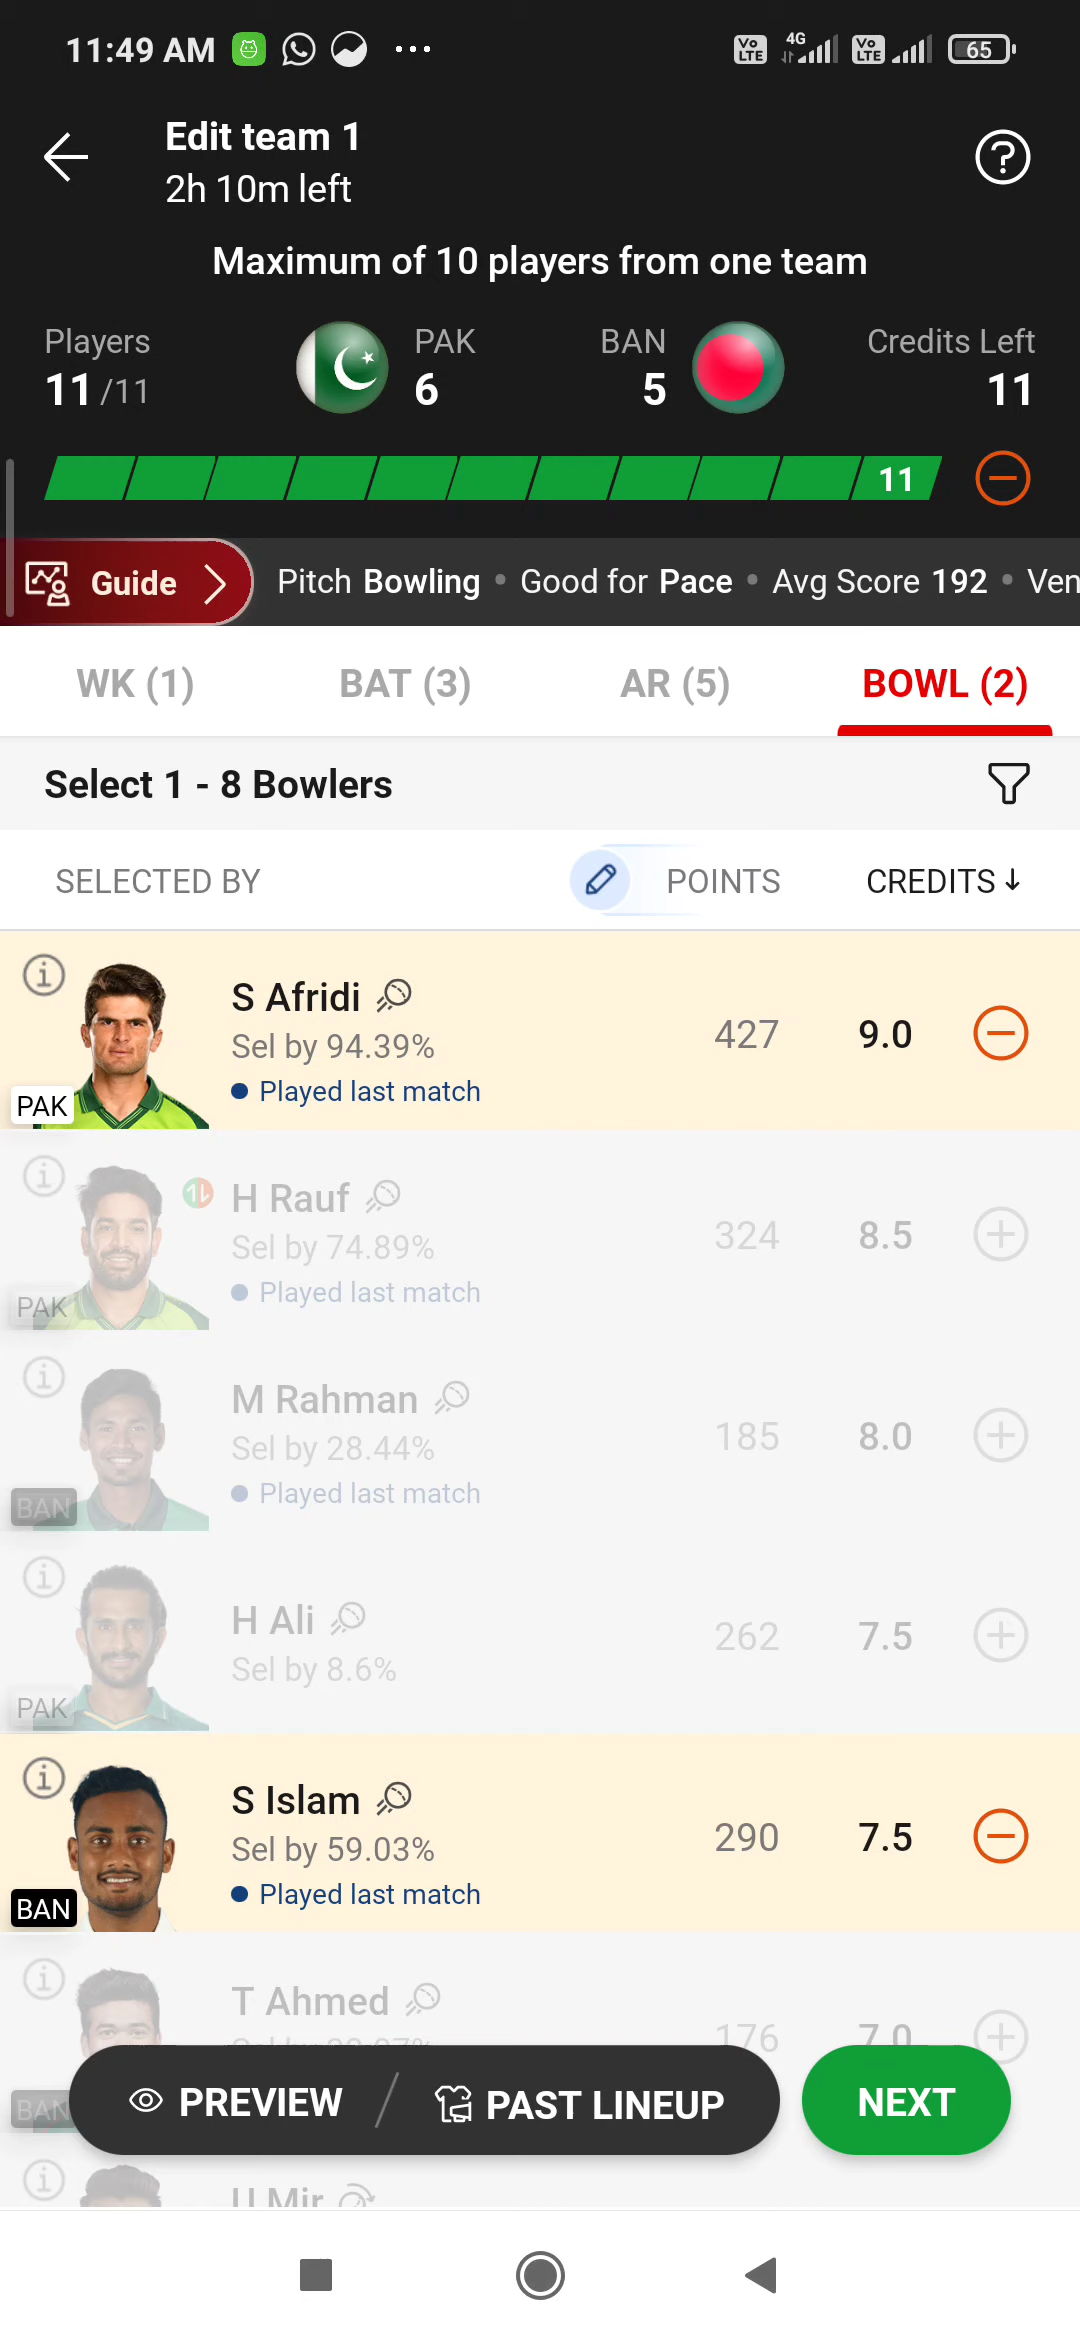 11:49 AM
Vo LTE 4G Vo LTE 65
Edit team 1
2h 10m left
Maximum of 10 players from one team
Players PAK BAN Credits Left
11/11 6 5 11
11
Guide Pitch Bowling • Good for Pace • Avg Score 192 • Ven
WK (1) BAT (3) AR (5) BOWL (2)
Select 1 - 8 Bowlers
SELECTED BY POINTS CREDITS ↓
S Afridi
Sel by 94.39% 427 9.0
Played last match
PAK
H Rauf
Sel by 74.89% 324 8.5
Played last match
PAK
M Rahman
Sel by 28.44% 185 8.0
Played last match
BAN
H Ali
Sel by 8.6% 262 7.5
PAK
S Islam
Sel by 59.03% 290 7.5
Played last match
BAN
T Ahmed
176 7.0
BAN
PREVIEW / PAST LINEUP NEXT
U Mir